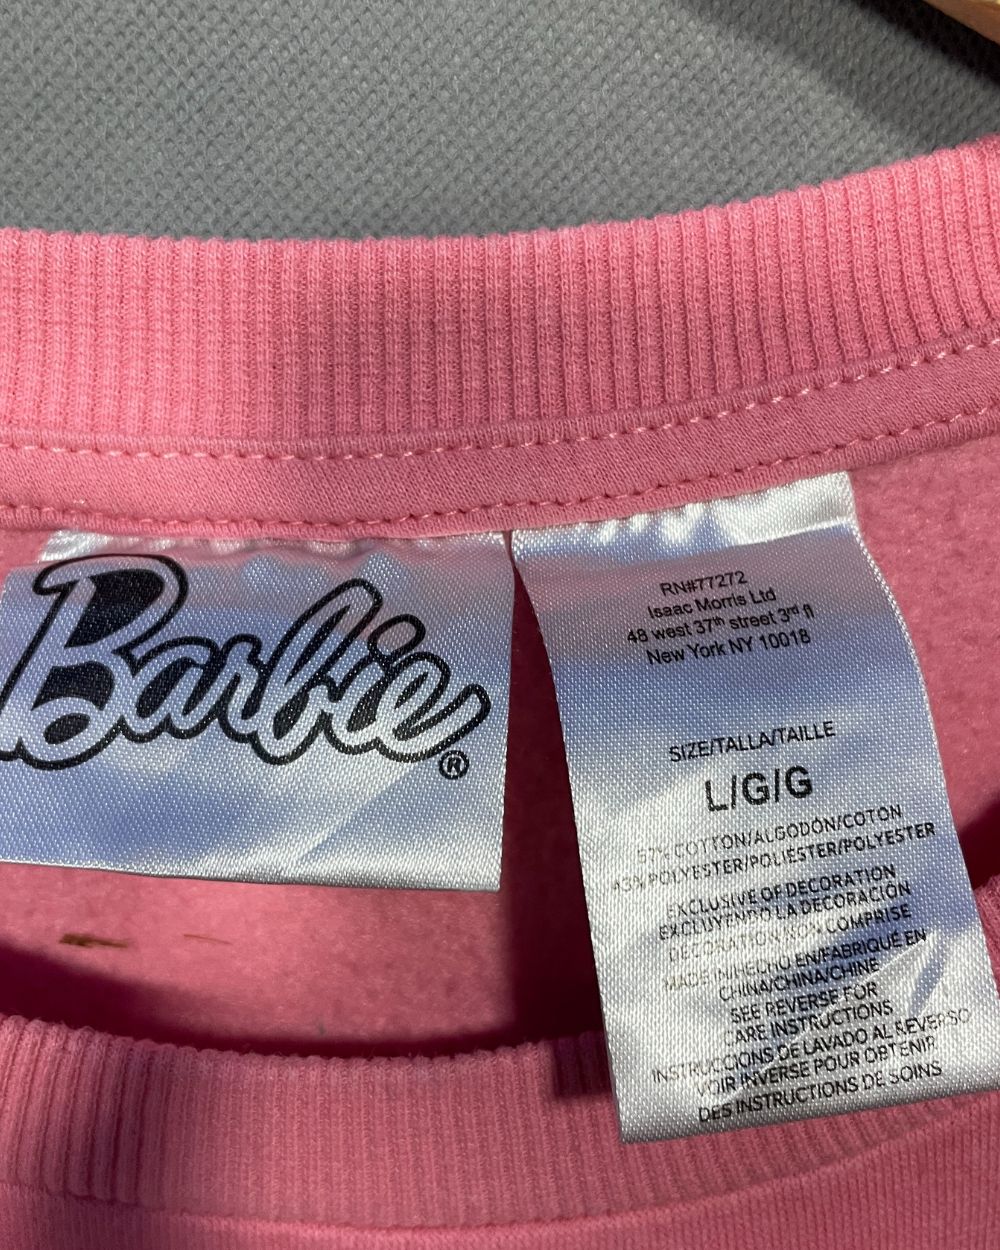 Barbie®
RN#77272
Isaac Morris Ltd
48 west 37th street 3rd fl
New York NY 10018
SIZE/TALLA/TAILLE
L/G/G
57% COTTON/ALGODÓN/COTON
43% POLYESTER/POLIÉSTER/POLYESTER
EXCLUSIVE OF DECORATION
EXCLUYENDO LA DECORACIÓN
DÉCORATION NON COMPRISE
MADE IN/HECHO EN/FABRIQUÉ EN
CHINA/CHINA/CHINE
SEE REVERSE FOR
CARE INSTRUCTIONS
INSTRUCCIONS DE LAVADO AL REVERSO
VOIR INVERSE POUR OBTENIR
DES INSTRUCTIONS DE SOINS